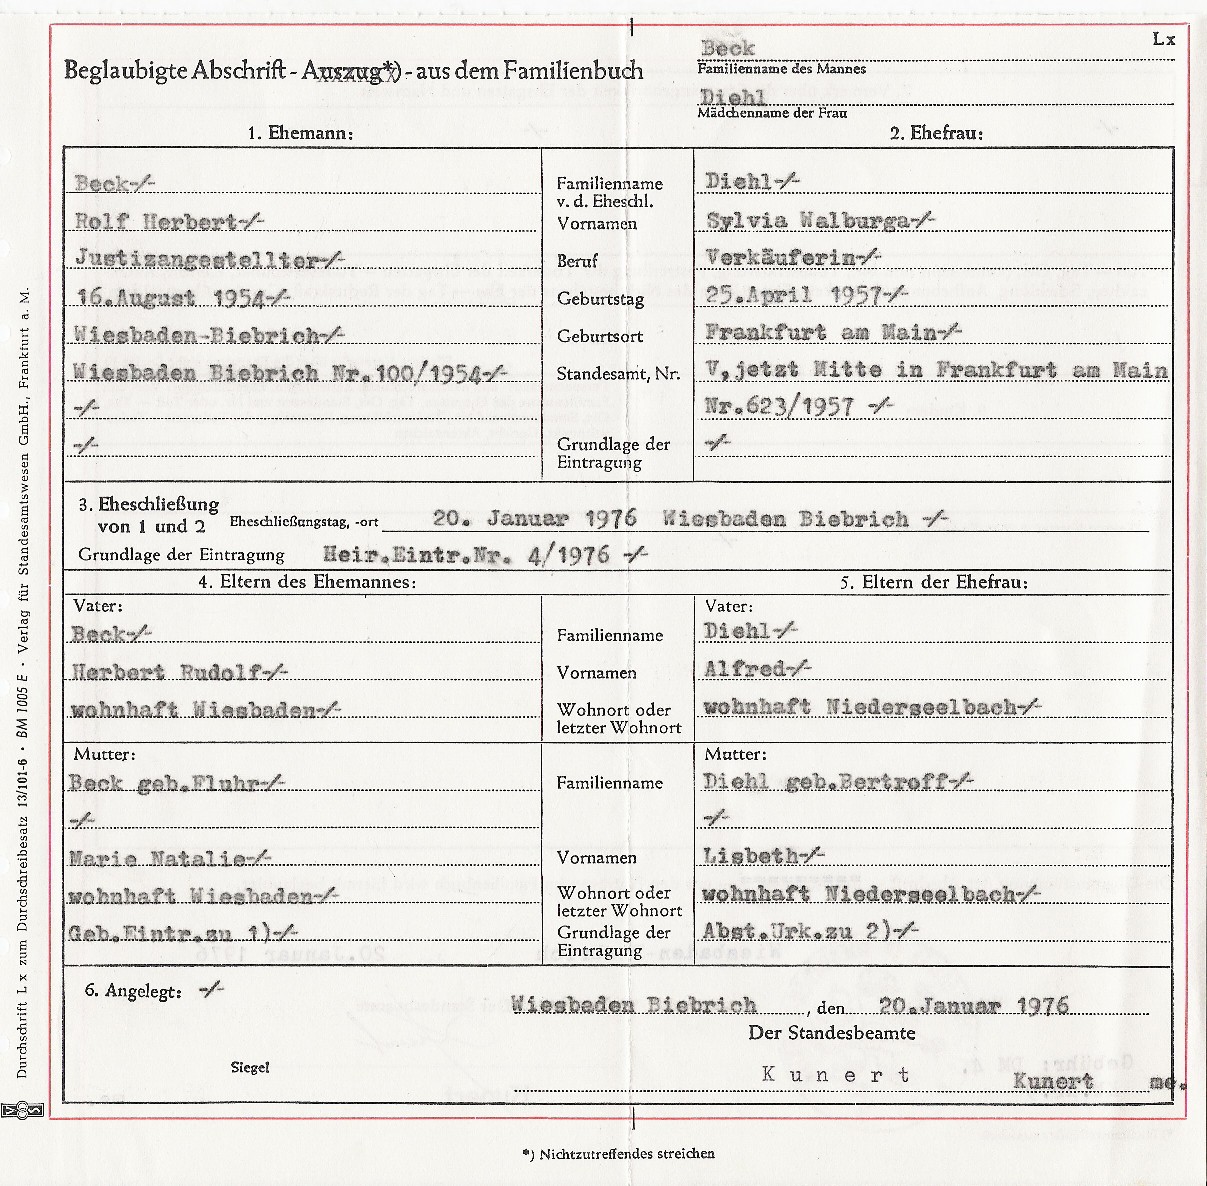 Lx
Beck
Beglaubigte Abschrift - Auszug*) - aus dem Familienbuch
Familienname des Mannes
Diehl
Mädchenname der Frau
1. Ehemann:
2. Ehefrau:
Beck-/-
Familienname v. d. Eheschl.
Diehl-/-
Rolf Herbert-/-
Vornamen
Sylvia Walburga-/-
Justizangestellter-/-
Beruf
Verkäuferin-/-
16.August 1954-/-
Geburtstag
25.April 1957-/-
Wiesbaden-Biebrich-/-
Geburtsort
Frankfurt am Main-/-
Wiesbaden Biebrich Nr.100/1954-/-
Standesamt, Nr.
V,jetzt Mitte in Frankfurt am Main
-/-
Nr.623/1957 -/-
-/-
Grundlage der Eintragung
-/-
3. Eheschließung
von 1 und 2
Eheschließungstag, -ort 20. Januar 1976 Wiesbaden Biebrich -/-
Grundlage der Eintragung Heir.Eintr.Nr. 4/1976 -/-
4. Eltern des Ehemannes:
5. Eltern der Ehefrau:
Vater:
Vater:
Beck-/-
Familienname
Diehl-/-
Herbert Rudolf-/-
Vornamen
Alfred-/-
wohnhaft Wiesbaden-/-
Wohnort oder
letzter Wohnort
wohnhaft Niederseelbach-/-
Mutter:
Mutter:
Beck geb.Fluhr-/-
Familienname
Diehl geb.Bertroff-/-
-/-
-/-
Marie Natalie-/-
Vornamen
Lisbeth-/-
wohnhaft Wiesbaden-/-
Wohnort oder
letzter Wohnort
wohnhaft Niederseelbach-/-
Geb.Eintr.zu 1)-/-
Grundlage der
Eintragung
Abst.Urk.zu 2)-/-
6. Angelegt: -/-
Wiesbaden Biebrich, den 20.Januar 1976
Der Standesbeamte
Siegel
K u n e r t
Kunert me.
*) Nichtzutreffendes streichen
Durchschrift L x zum Durchschreibesatz 13/101-6 · BM 1005 E · Verlag für Standesamtswesen GmbH., Frankfurt a. M.